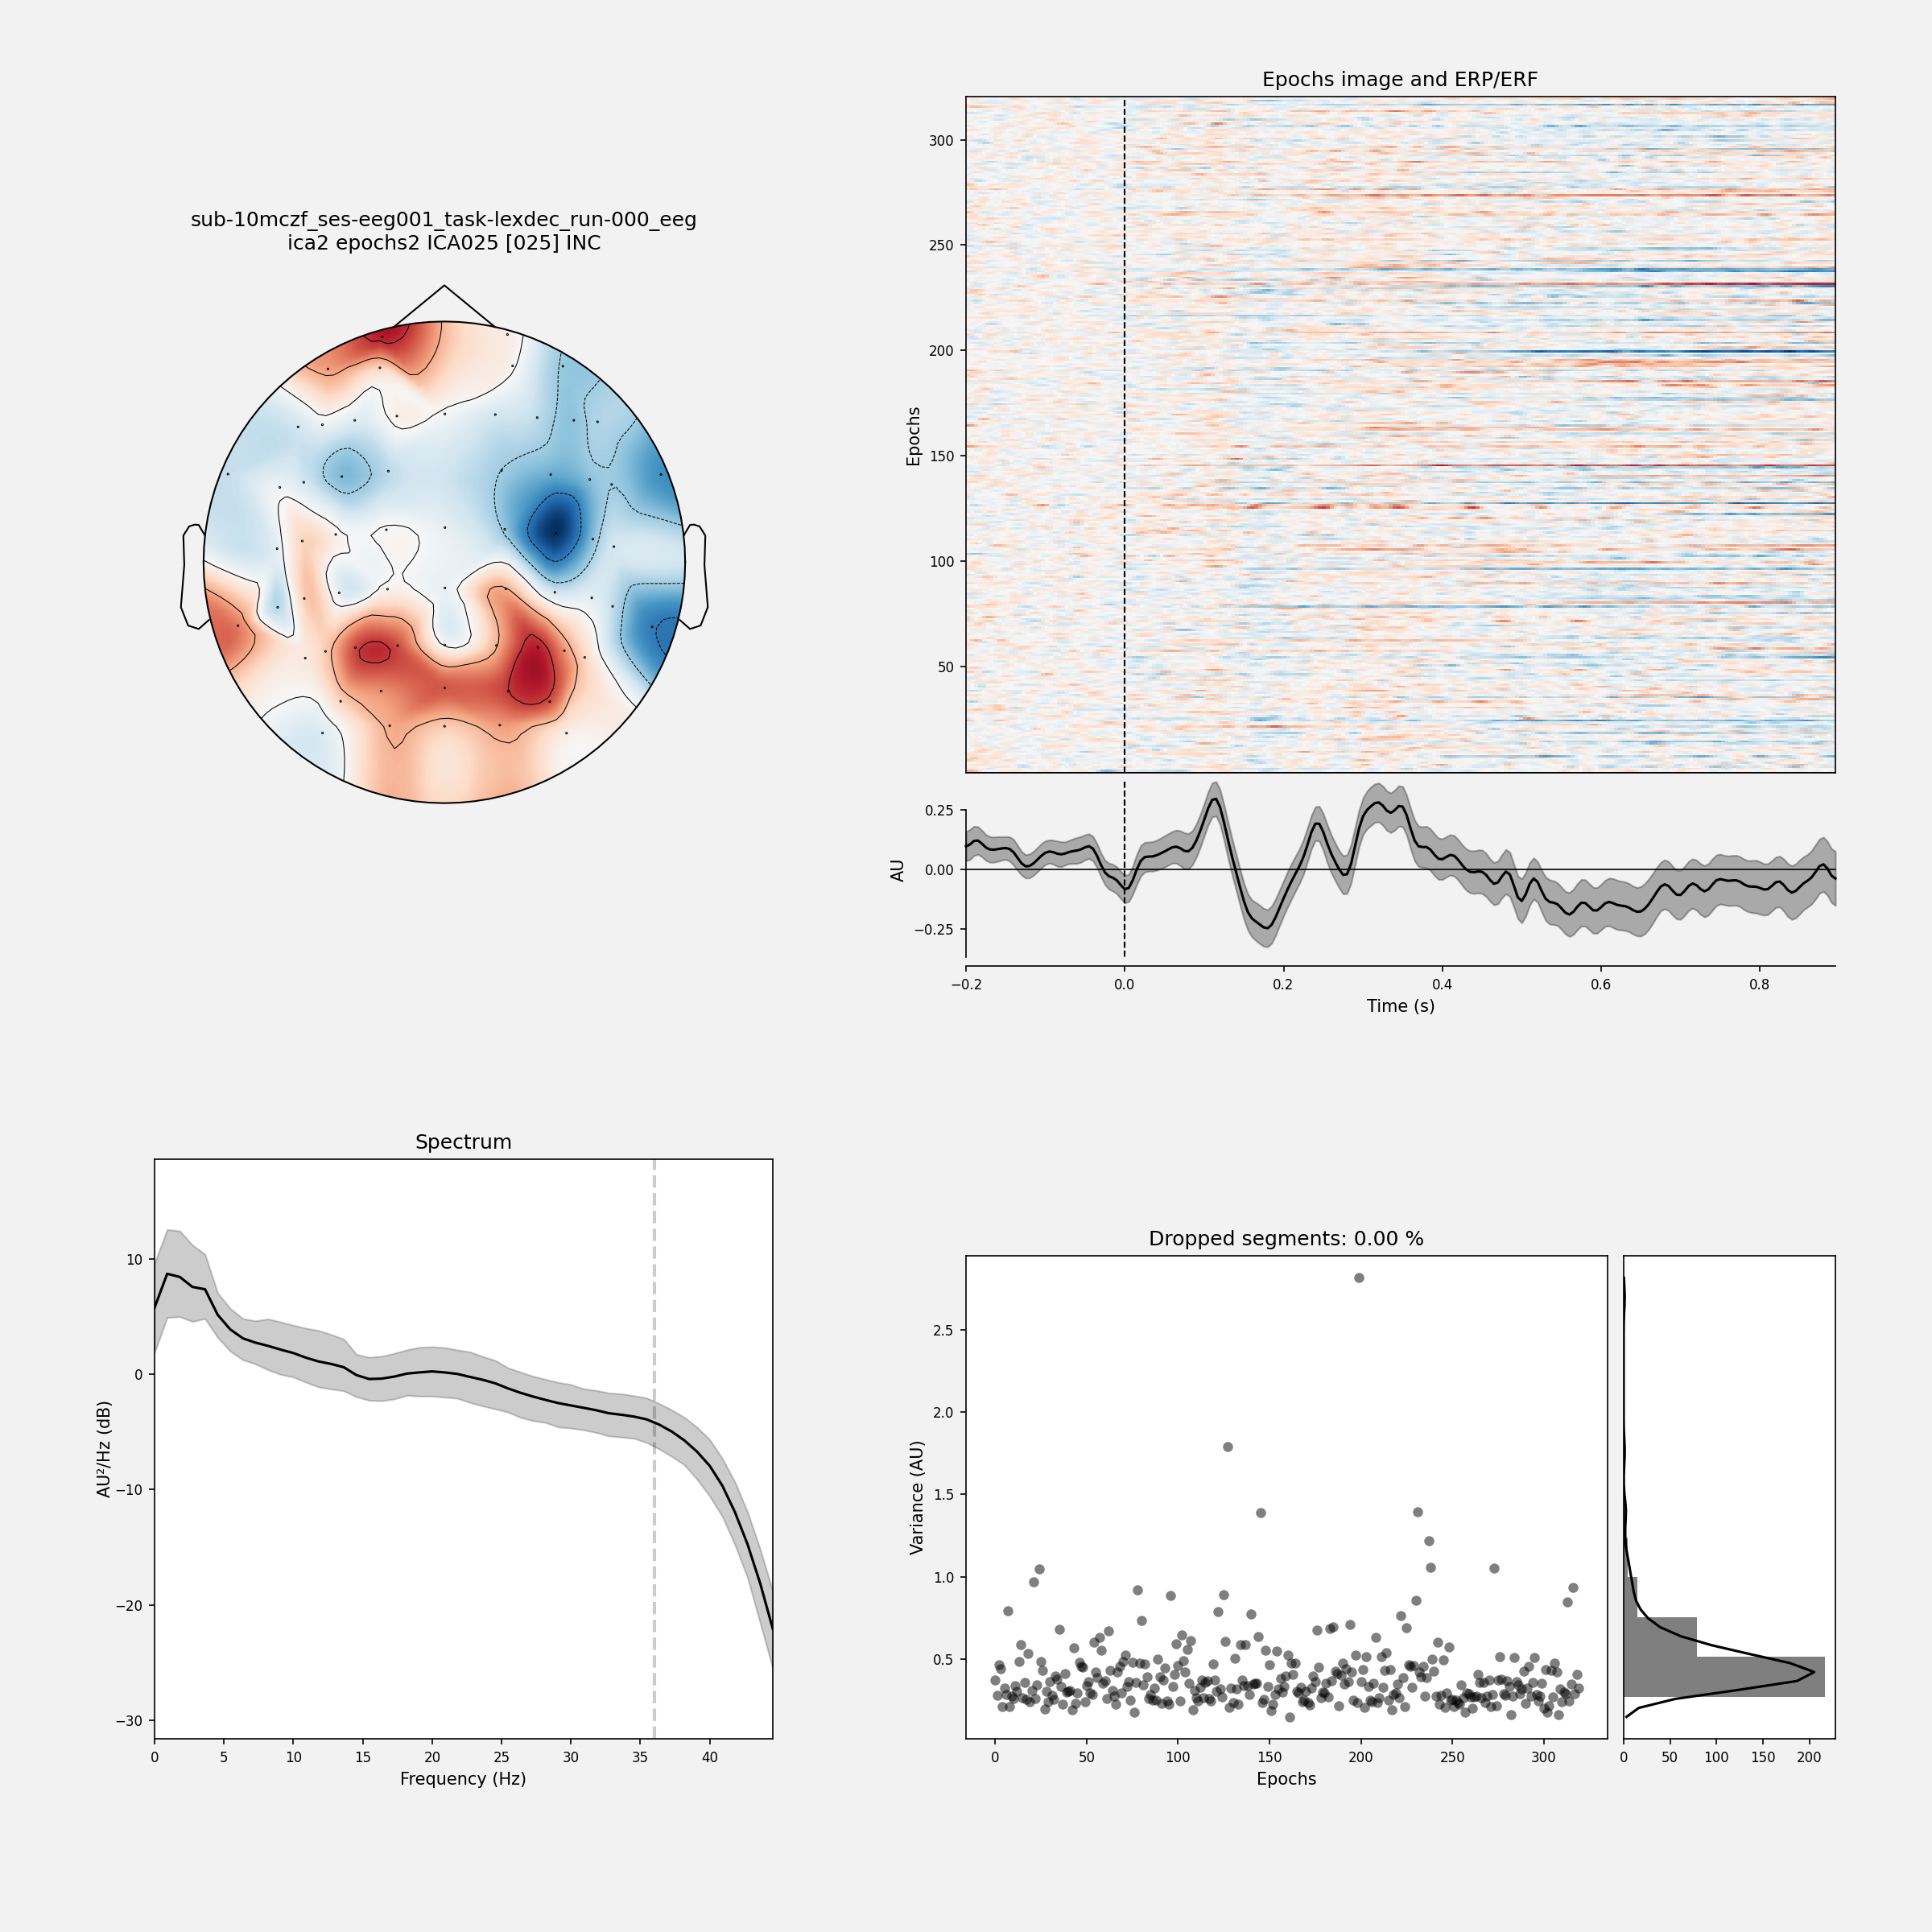 sub-10mczf_ses-eeg001_task-lexdec_run-000_eeg
ica2 epochs2 ICA025 [025] INC
Epochs image and ERP/ERF
300
250
200
150
100
50
Epochs
0.25
0.00
−0.25
AU
−0.2 0.0 0.2 0.4 0.6 0.8
Time (s)
Spectrum
10
0
−10
−20
−30
AU²/Hz (dB)
0 5 10 15 20 25 30 35 40
Frequency (Hz)
Dropped segments: 0.00 %
2.5
2.0
1.5
1.0
0.5
Variance (AU)
0 50 100 150 200 250 300
Epochs
0 50 100 150 200